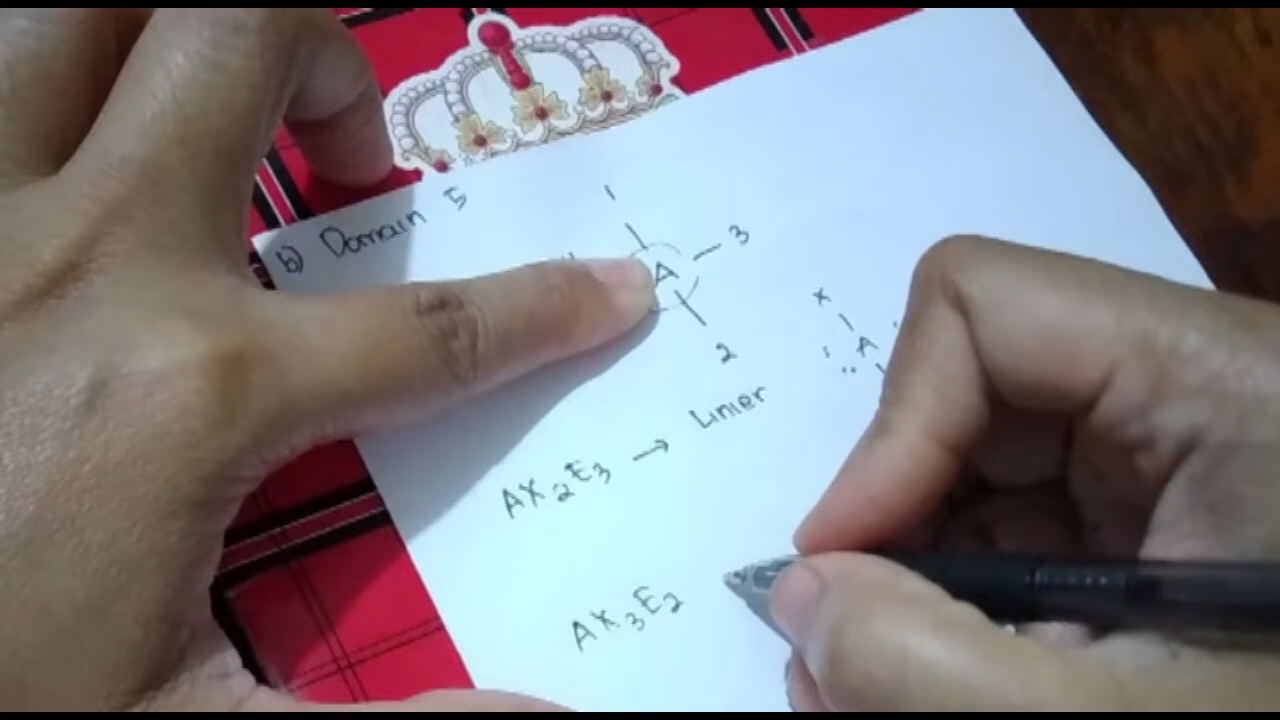 b) Domain 5
1
A - 3
2
x
A
AX2E3 → Linier
AX3E2